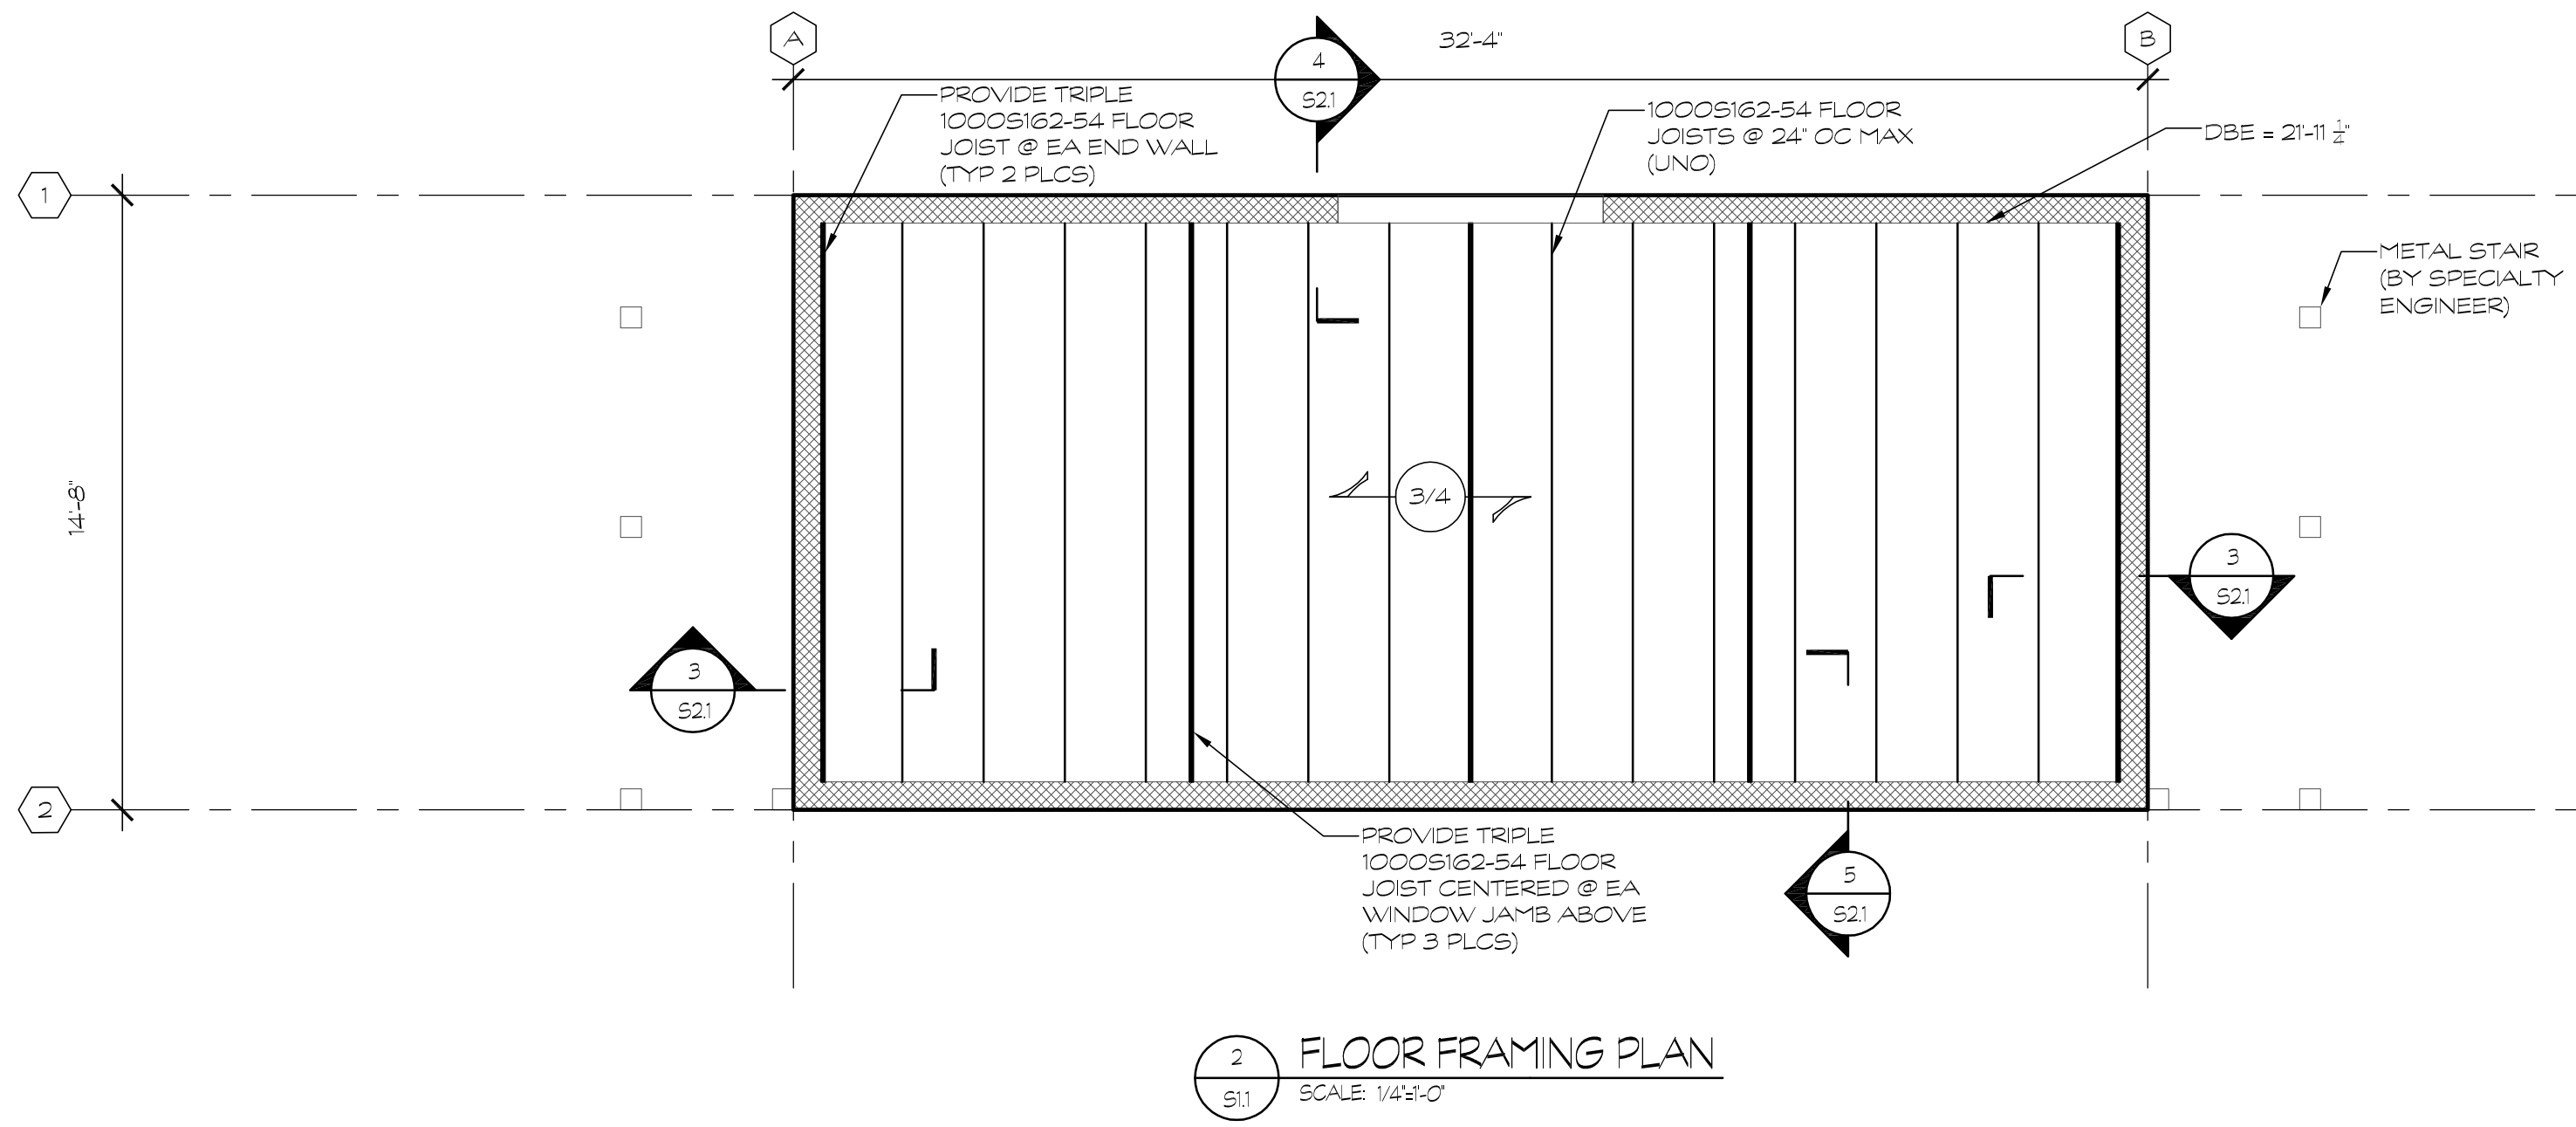 A
B
4
S2.1
32'-4"
PROVIDE TRIPLE
1000S162-54 FLOOR
JOIST @ EA END WALL
(TYP 2 PLCS)
1000S162-54 FLOOR
JOISTS @ 24" OC MAX
(UNO)
DBE = 21'-11 1/4"
1
METAL STAIR
(BY SPECIALTY
ENGINEER)
14'-8"
3/4
3
S2.1
3
S2.1
2
PROVIDE TRIPLE
1000S162-54 FLOOR
JOIST CENTERED @ EA
WINDOW JAMB ABOVE
(TYP 3 PLCS)
5
S2.1
2
S1.1
FLOOR FRAMING PLAN
SCALE: 1/4"=1'-0"